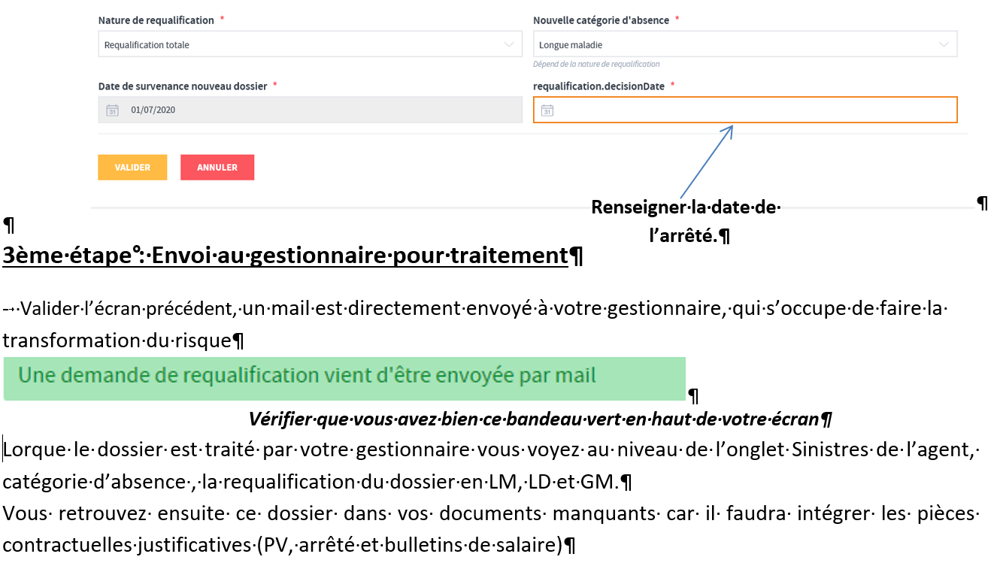 Nature de requalification * Nouvelle catégorie d'absence *
Requalification totale Longue maladie
Dépend de la nature de requalification
Date de survenance nouveau dossier * requalification.decisionDate *
31 01/07/2020 31
VALIDER ANNULER
Renseigner·la·date·de· ¶
l’arrêté.¶
¶
3ème·étape°:·Envoi·au·gestionnaire·pour·traitement¶
-→·Valider·l’écran·précédent,·un·mail·est·directement·envoyé·à·votre·gestionnaire,·qui·s’occupe·de·faire·la·
transformation·du·risque¶
Une demande de requalification vient d'être envoyée par mail
¶
Vérifier·que·vous·avez·bien·ce·bandeau·vert·en·haut·de·votre·écran¶
Lorque·le·dossier·est·traité·par·votre·gestionnaire·vous·voyez·au·niveau·de·l’onglet·Sinistres·de·l’agent,·
catégorie·d’absence·,·la·requalification·du·dossier·en·LM,·LD·et·GM.¶
Vous· retrouvez· ensuite· ce· dossier· dans· vos· documents· manquants· car· il· faudra· intégrer· les· pièces·
contractuelles·justificatives·(PV,·arrêté·et·bulletins·de·salaire)¶